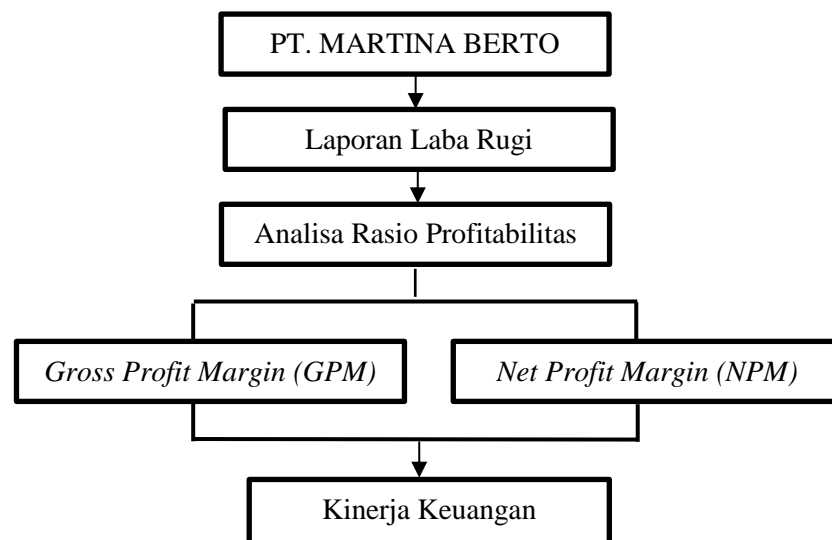 PT. MARTINA BERTO
Laporan Laba Rugi
Analisa Rasio Profitabilitas
Gross Profit Margin (GPM)
Net Profit Margin (NPM)
Kinerja Keuangan